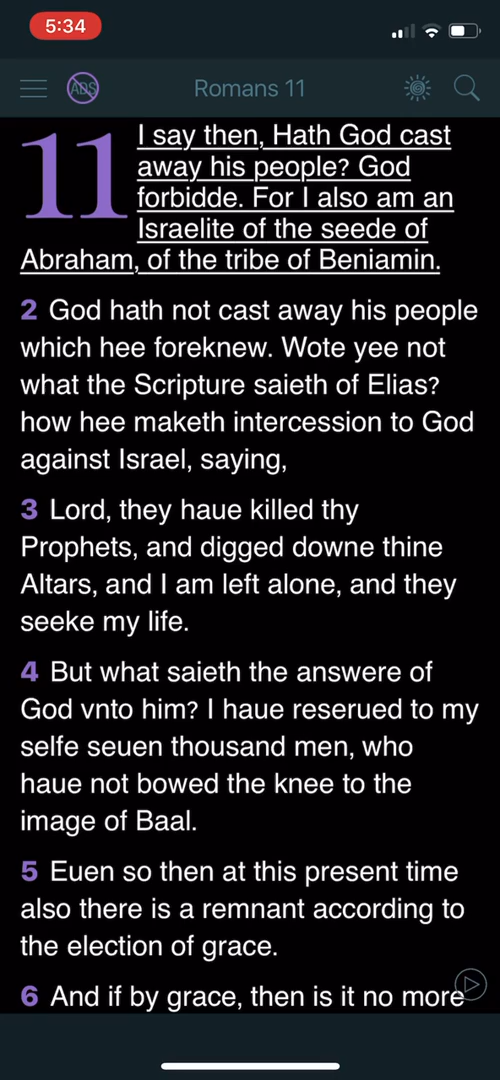 5:34
ADS
Romans 11
11 I say then, Hath God cast
away his people? God
forbidde. For I also am an
Israelite of the seede of
Abraham, of the tribe of Beniamin.
2 God hath not cast away his people
which hee foreknew. Wote yee not
what the Scripture saieth of Elias?
how hee maketh intercession to God
against Israel, saying,
3 Lord, they haue killed thy
Prophets, and digged downe thine
Altars, and I am left alone, and they
seeke my life.
4 But what saieth the answere of
God vnto him? I haue reserued to my
selfe seuen thousand men, who
haue not bowed the knee to the
image of Baal.
5 Euen so then at this present time
also there is a remnant according to
the election of grace.
6 And if by grace, then is it no more